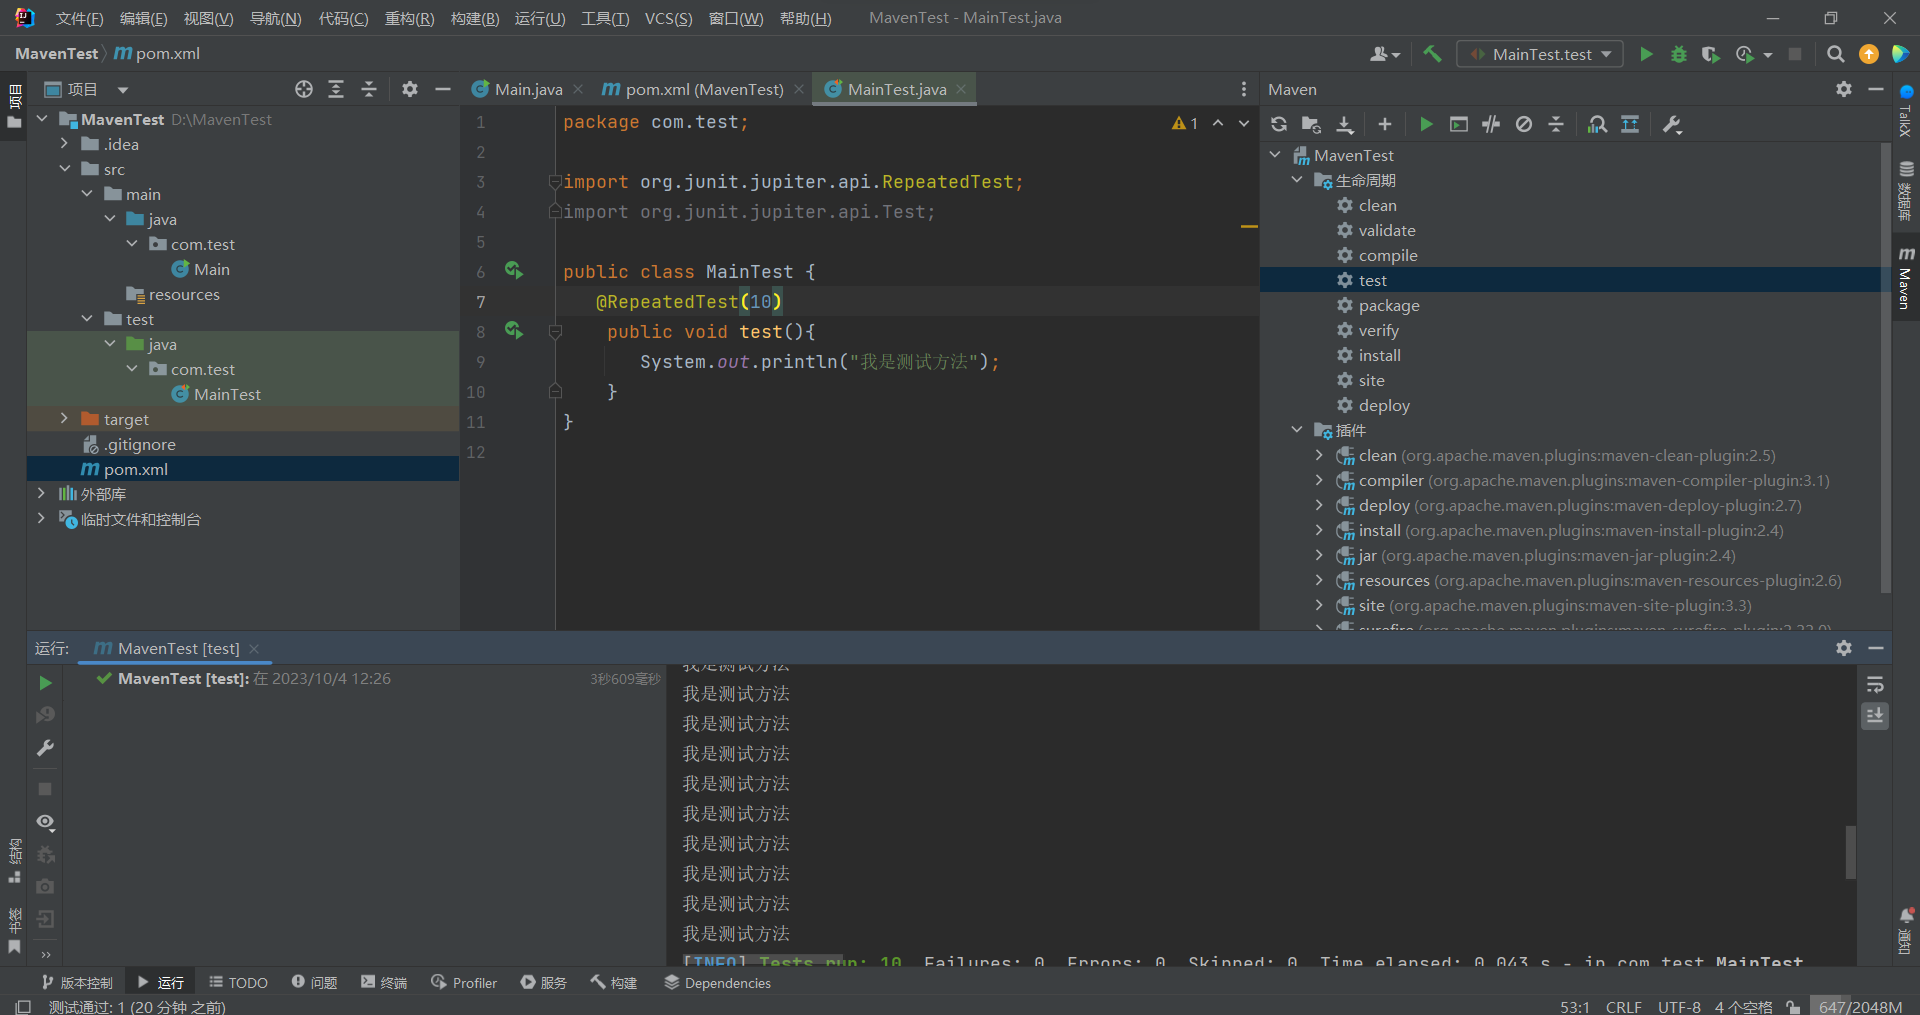 文件(F) 编辑(E) 视图(V) 导航(N) 代码(C) 重构(R) 构建(B) 运行(U) 工具(T) VCS(S) 窗口(W) 帮助(H) MavenTest - MainTest.java
MavenTest pom.xml MainTest.test
项目
项目
MavenTest D:\MavenTest
.idea
src
main
java
com.test
Main
resources
test
java
com.test
MainTest
target
.gitignore
pom.xml
外部库
临时文件和控制台
Main.java pom.xml (MavenTest) MainTest.java
1 package com.test;
2
3 import org.junit.jupiter.api.RepeatedTest;
4 import org.junit.jupiter.api.Test;
5
6 public class MainTest {
7 @RepeatedTest(10)
8 public void test(){
9 System.out.println("我是测试方法");
10 }
11 }
12
1
Maven
MavenTest
生命周期
clean
validate
compile
test
package
verify
install
site
deploy
插件
clean (org.apache.maven.plugins:maven-clean-plugin:2.5)
compiler (org.apache.maven.plugins:maven-compiler-plugin:3.1)
deploy (org.apache.maven.plugins:maven-deploy-plugin:2.7)
install (org.apache.maven.plugins:maven-install-plugin:2.4)
jar (org.apache.maven.plugins:maven-jar-plugin:2.4)
resources (org.apache.maven.plugins:maven-resources-plugin:2.6)
site (org.apache.maven.plugins:maven-site-plugin:3.3)
surefire (org.apache.maven.plugins:maven-surefire-plugin:2.22.0)
TalkX
数据库
Maven
通知
运行: MavenTest [test]
MavenTest [test]: 在 2023/10/4 12:26 3秒609毫秒
我是测试方法
我是测试方法
我是测试方法
我是测试方法
我是测试方法
我是测试方法
我是测试方法
我是测试方法
我是测试方法
我是测试方法
[INFO] Tests run: 10, Failures: 0, Errors: 0, Skipped: 0, Time elapsed: 0.043 s - in com.test.MainTest
结构
书签
版本控制 运行 TODO 问题 终端 Profiler 服务 构建 Dependencies
测试通过: 1 (20 分钟 之前) 53:1 CRLF UTF-8 4 个空格 647/2048M